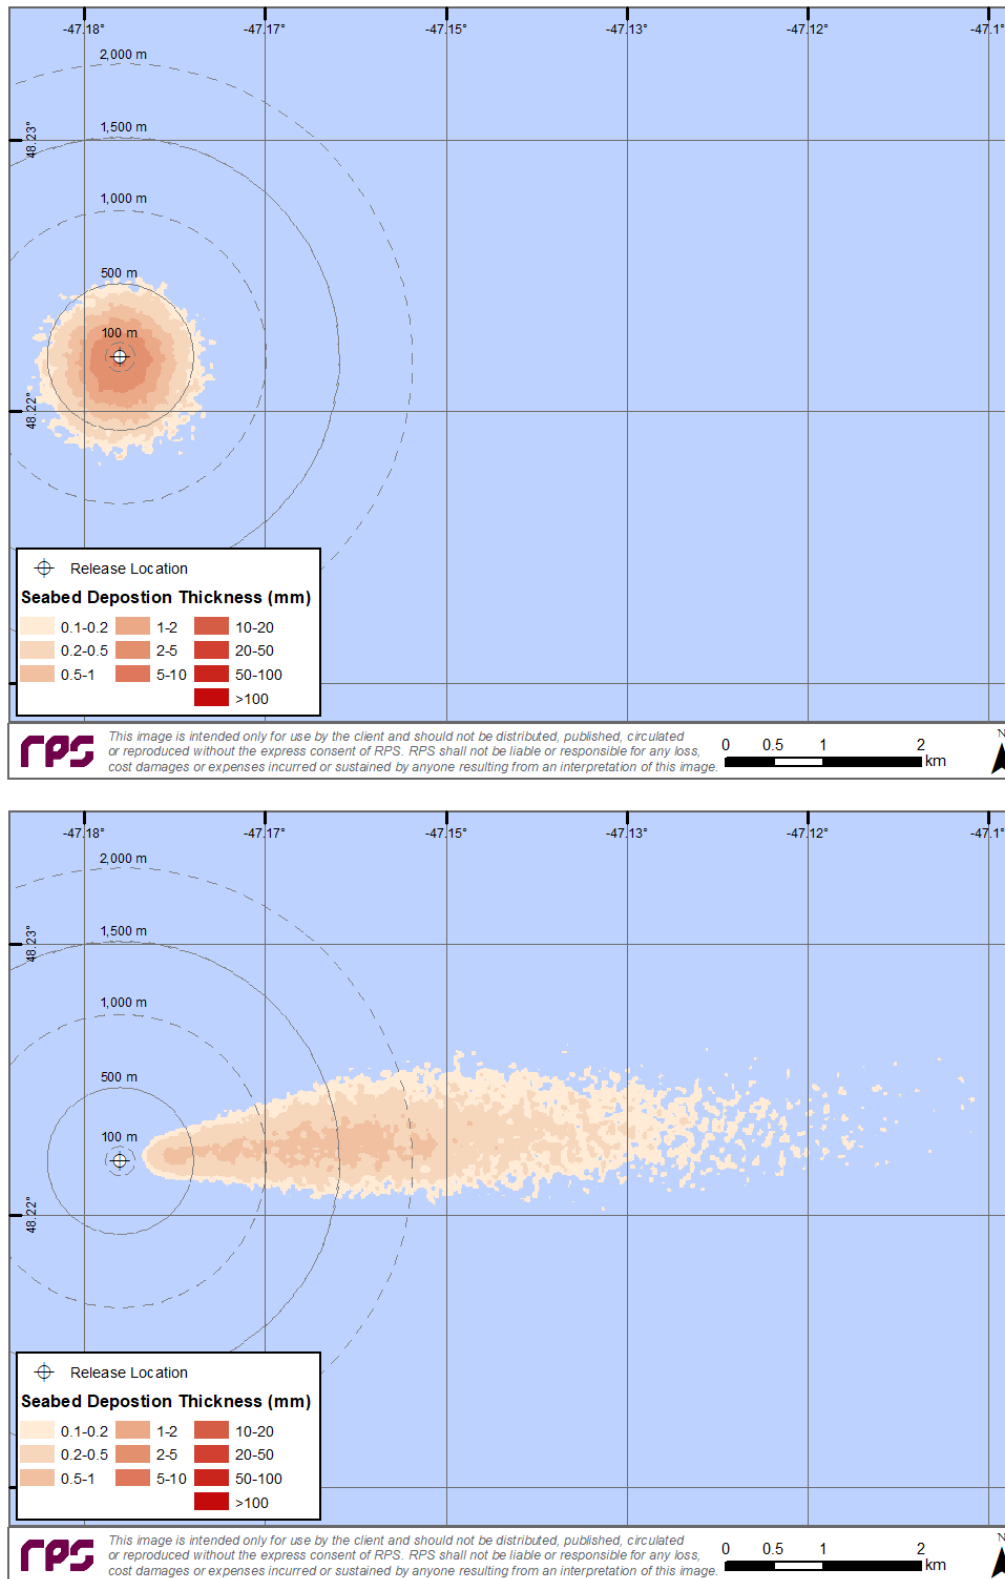 -47.18° -47.17° -47.15° -47.13° -47.12° -47.1°
2,000 m
48.23°
1,500 m
1,000 m
500 m
100 m
48.22°
Release Location
Seabed Depostion Thickness (mm)
0.1-0.2 1-2 10-20
0.2-0.5 2-5 20-50
0.5-1 5-10 50-100
>100
rps
This image is intended only for use by the client and should not be distributed, published, circulated
or reproduced without the express consent of RPS. RPS shall not be liable or responsible for any loss,
cost damages or expenses incurred or sustained by anyone resulting from an interpretation of this image.
0 0.5 1 2
km
N
-47.18° -47.17° -47.15° -47.13° -47.12° -47.1°
2,000 m
48.23°
1,500 m
1,000 m
500 m
100 m
48.22°
Release Location
Seabed Depostion Thickness (mm)
0.1-0.2 1-2 10-20
0.2-0.5 2-5 20-50
0.5-1 5-10 50-100
>100
rps
This image is intended only for use by the client and should not be distributed, published, circulated
or reproduced without the express consent of RPS. RPS shall not be liable or responsible for any loss,
cost damages or expenses incurred or sustained by anyone resulting from an interpretation of this image.
0 0.5 1 2
km
N